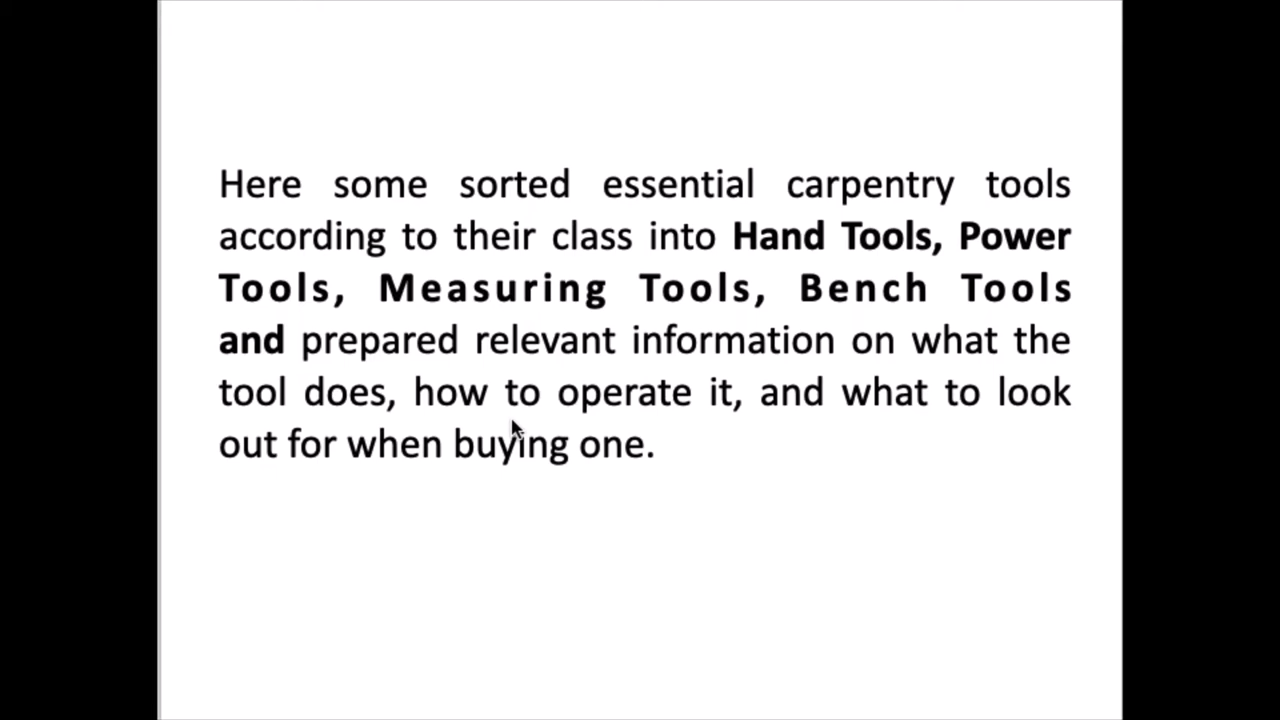 Here some sorted essential carpentry tools
according to their class into Hand Tools, Power
Tools, Measuring Tools, Bench Tools
and prepared relevant information on what the
tool does, how to operate it, and what to look
out for when buying one.